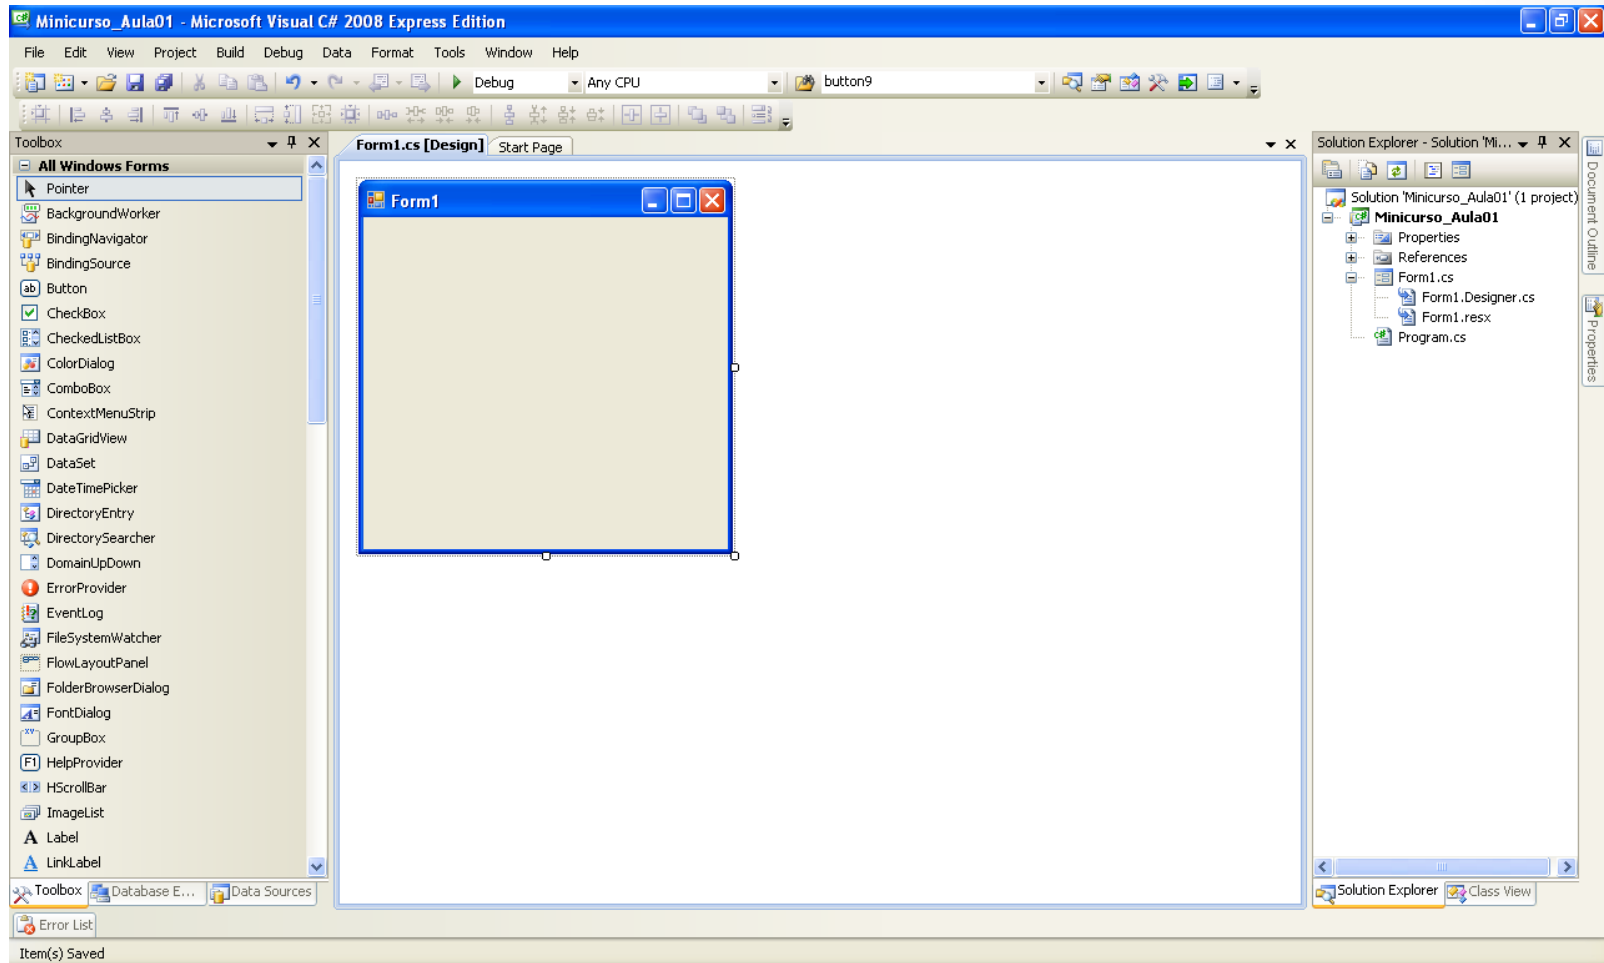 Minicurso_Aula01 - Microsoft Visual C# 2008 Express Edition
File Edit View Project Build Debug Data Format Tools Window Help
Debug Any CPU button9
Toolbox
All Windows Forms
Pointer
BackgroundWorker
BindingNavigator
BindingSource
Button
CheckBox
CheckedListBox
ColorDialog
ComboBox
ContextMenuStrip
DataGridView
DataSet
DateTimePicker
DirectoryEntry
DirectorySearcher
DomainUpDown
ErrorProvider
EventLog
FileSystemWatcher
FlowLayoutPanel
FolderBrowserDialog
FontDialog
GroupBox
HelpProvider
HScrollBar
ImageList
Label
LinkLabel
Toolbox Database E... Data Sources
Form1.cs [Design] Start Page
Form1
Solution Explorer - Solution 'Mi...
Solution 'Minicurso_Aula01' (1 project)
Minicurso_Aula01
Properties
References
Form1.cs
Form1.Designer.cs
Form1.resx
Program.cs
Solution Explorer Class View
Document Outline
Properties
Error List
Item(s) Saved